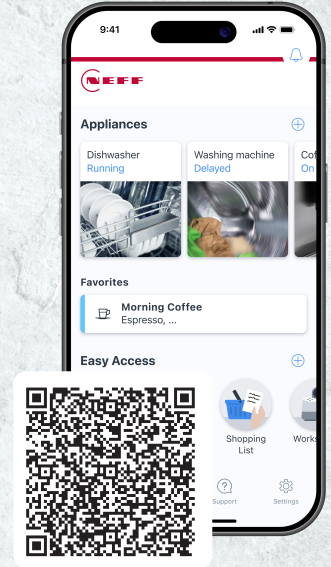 9:41
NEFF
Appliances
Dishwasher
Running
Washing machine
Delayed
Cof
On
Favorites
Morning Coffee
Espresso, ...
Easy Access
Shopping
List
Works
Support
Settings